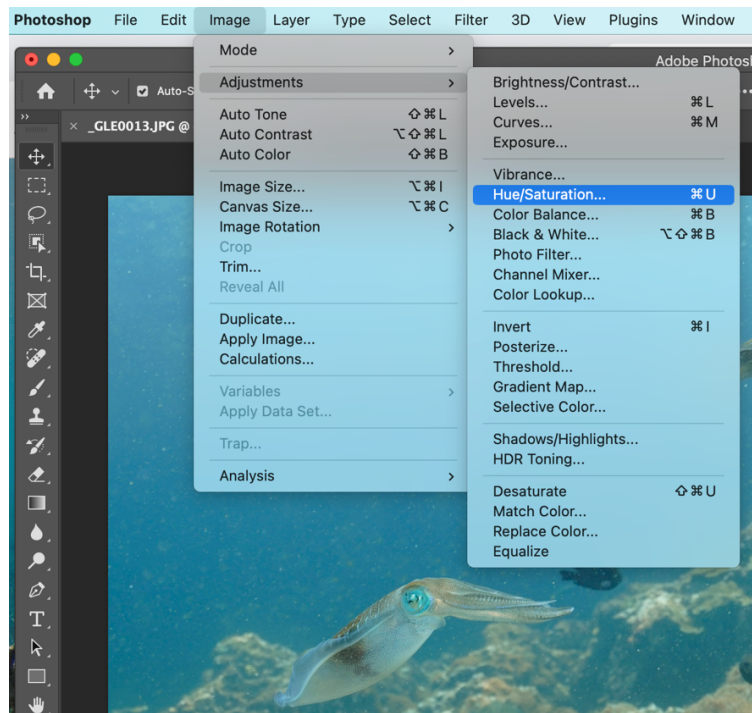 Photoshop File Edit Image Layer Type Select Filter 3D View Plugins Window
Adobe Photosh
Auto-S
_GLE0013.JPG @
Mode
Adjustments
Auto Tone ⇧⌘L
Auto Contrast ⌥⇧⌘L
Auto Color ⇧⌘B
Image Size... ⌥⌘I
Canvas Size... ⌥⌘C
Image Rotation
Crop
Trim...
Reveal All
Duplicate...
Apply Image...
Calculations...
Variables
Apply Data Set...
Trap...
Analysis
Brightness/Contrast...
Levels... ⌘L
Curves... ⌘M
Exposure...
Vibrance...
Hue/Saturation... ⌘U
Color Balance... ⌘B
Black & White... ⌥⇧⌘B
Photo Filter...
Channel Mixer...
Color Lookup...
Invert ⌘I
Posterize...
Threshold...
Gradient Map...
Selective Color...
Shadows/Highlights...
HDR Toning...
Desaturate ⇧⌘U
Match Color...
Replace Color...
Equalize